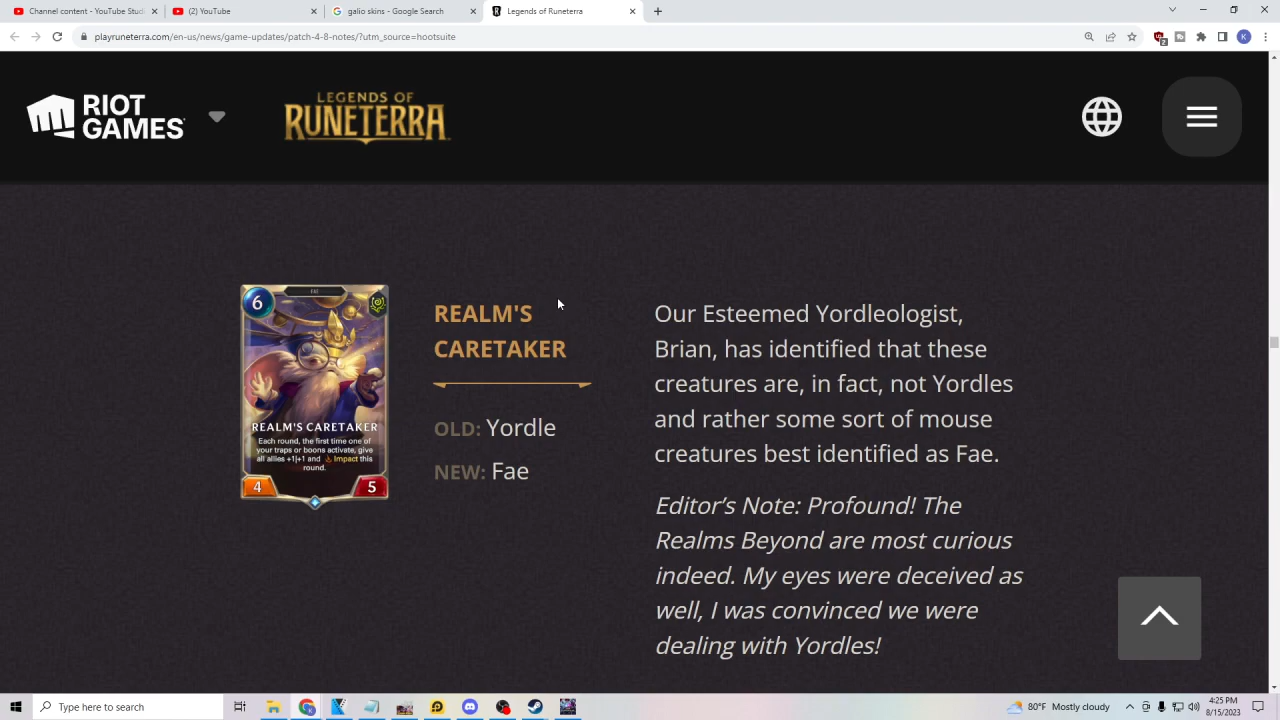 Channel content - YouTube Stud
(2) YouTube
galio skins - Google Search
Legends of Runeterra
playruneterra.com/en-us/news/game-updates/patch-4-8-notes/?utm_source=hootsuite
2
K
RIOT
GAMES
LEGENDS OF
RUNETERRA
6
FAE
REALM'S CARETAKER
Each round, the first time one of
your traps or boons activate, give
all allies +1|+1 and Impact this
round.
4
5
REALM'S
CARETAKER
OLD: Yordle
NEW: Fae
Our Esteemed Yordleologist,
Brian, has identified that these
creatures are, in fact, not Yordles
and rather some sort of mouse
creatures best identified as Fae.
Editor’s Note: Profound! The
Realms Beyond are most curious
indeed. My eyes were deceived as
well, I was convinced we were
dealing with Yordles!
Type here to search
80°F Mostly cloudy
4:25 PM
8/15/2023